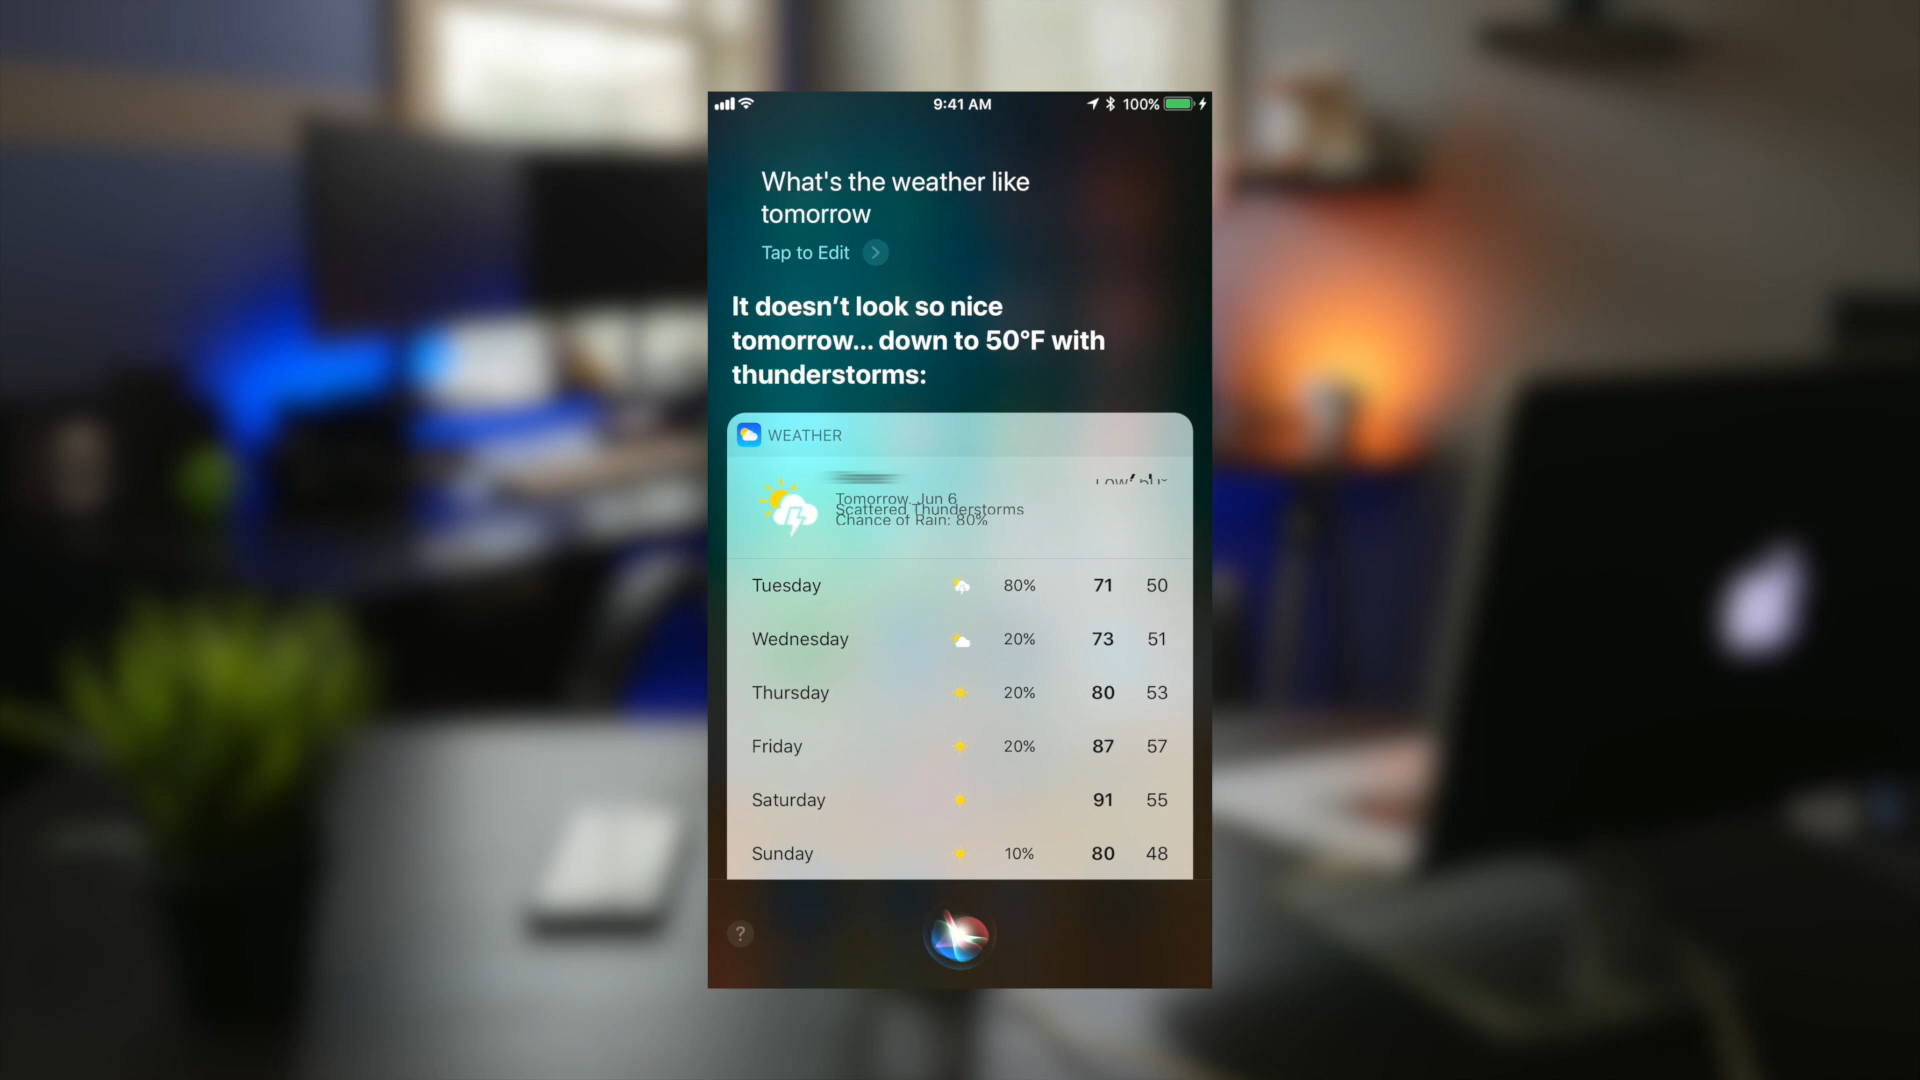 9:41 AM
100%
What's the weather like
tomorrow
Tap to Edit
It doesn't look so nice
tomorrow... down to 50°F with
thunderstorms:
WEATHER
Tomorrow, Jun 6
Scattered Thunderstorms
Chance of Rain: 80%
Tuesday 80% 71 50
Wednesday 20% 73 51
Thursday 20% 80 53
Friday 20% 87 57
Saturday 91 55
Sunday 10% 80 48
?